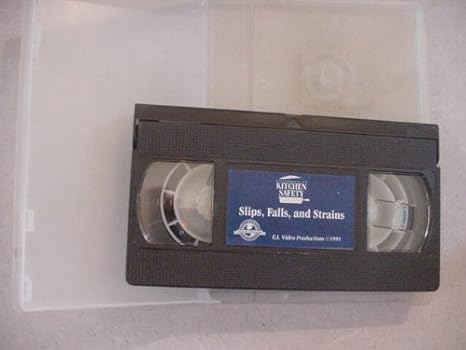 KITCHEN
SAFETY
Slips, Falls, and Strains
E.I. Video Productions ©1991